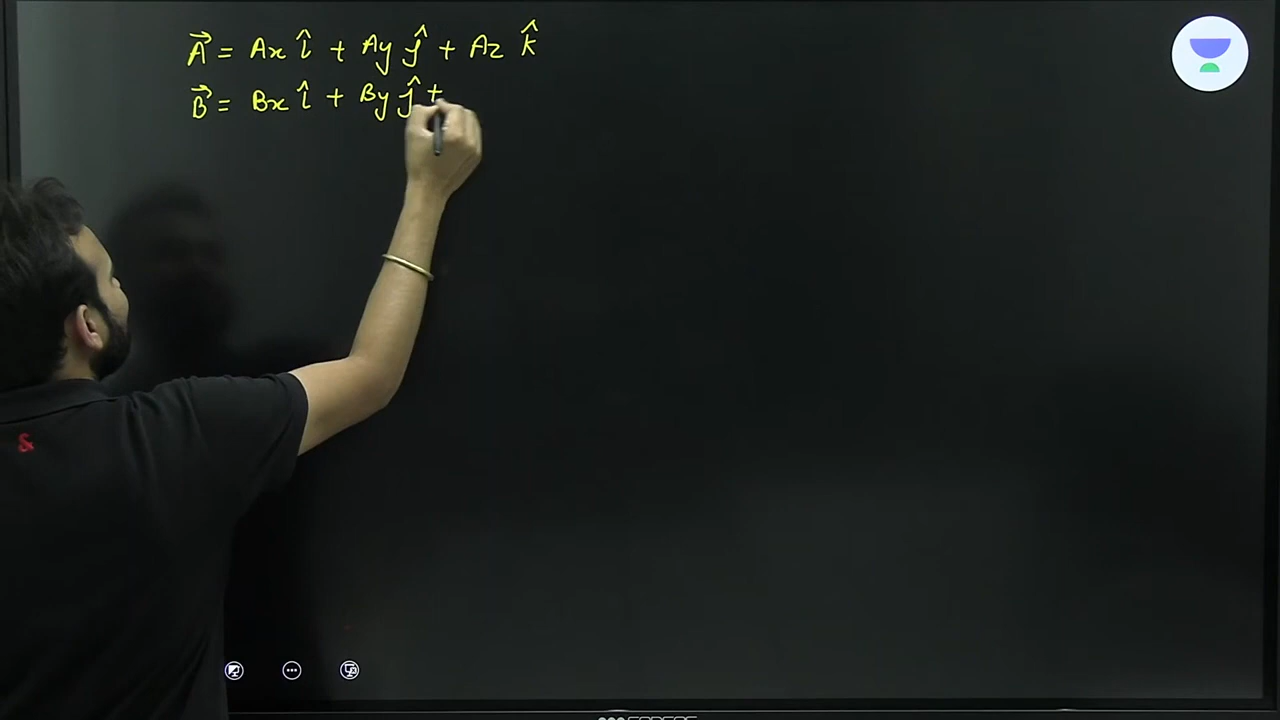 A⃗ = Ax î + Ay ĵ + Az k̂
B⃗ = Bx î + By ĵ +
&